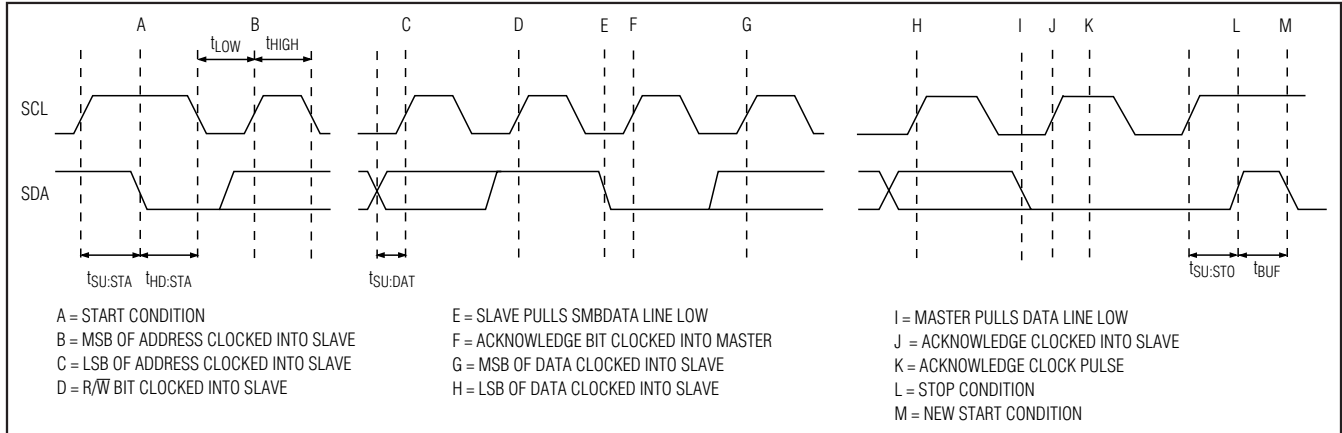 A B C D E F G H I J K L M
tLOW tHIGH
SCL
SDA
tSU:STA tHD:STA tSU:DAT tSU:STO tBUF
A = START CONDITION
B = MSB OF ADDRESS CLOCKED INTO SLAVE
C = LSB OF ADDRESS CLOCKED INTO SLAVE
D = R/W̅ BIT CLOCKED INTO SLAVE
E = SLAVE PULLS SMBDATA LINE LOW
F = ACKNOWLEDGE BIT CLOCKED INTO MASTER
G = MSB OF DATA CLOCKED INTO SLAVE
H = LSB OF DATA CLOCKED INTO SLAVE
I = MASTER PULLS DATA LINE LOW
J = ACKNOWLEDGE CLOCKED INTO SLAVE
K = ACKNOWLEDGE CLOCK PULSE
L = STOP CONDITION
M = NEW START CONDITION